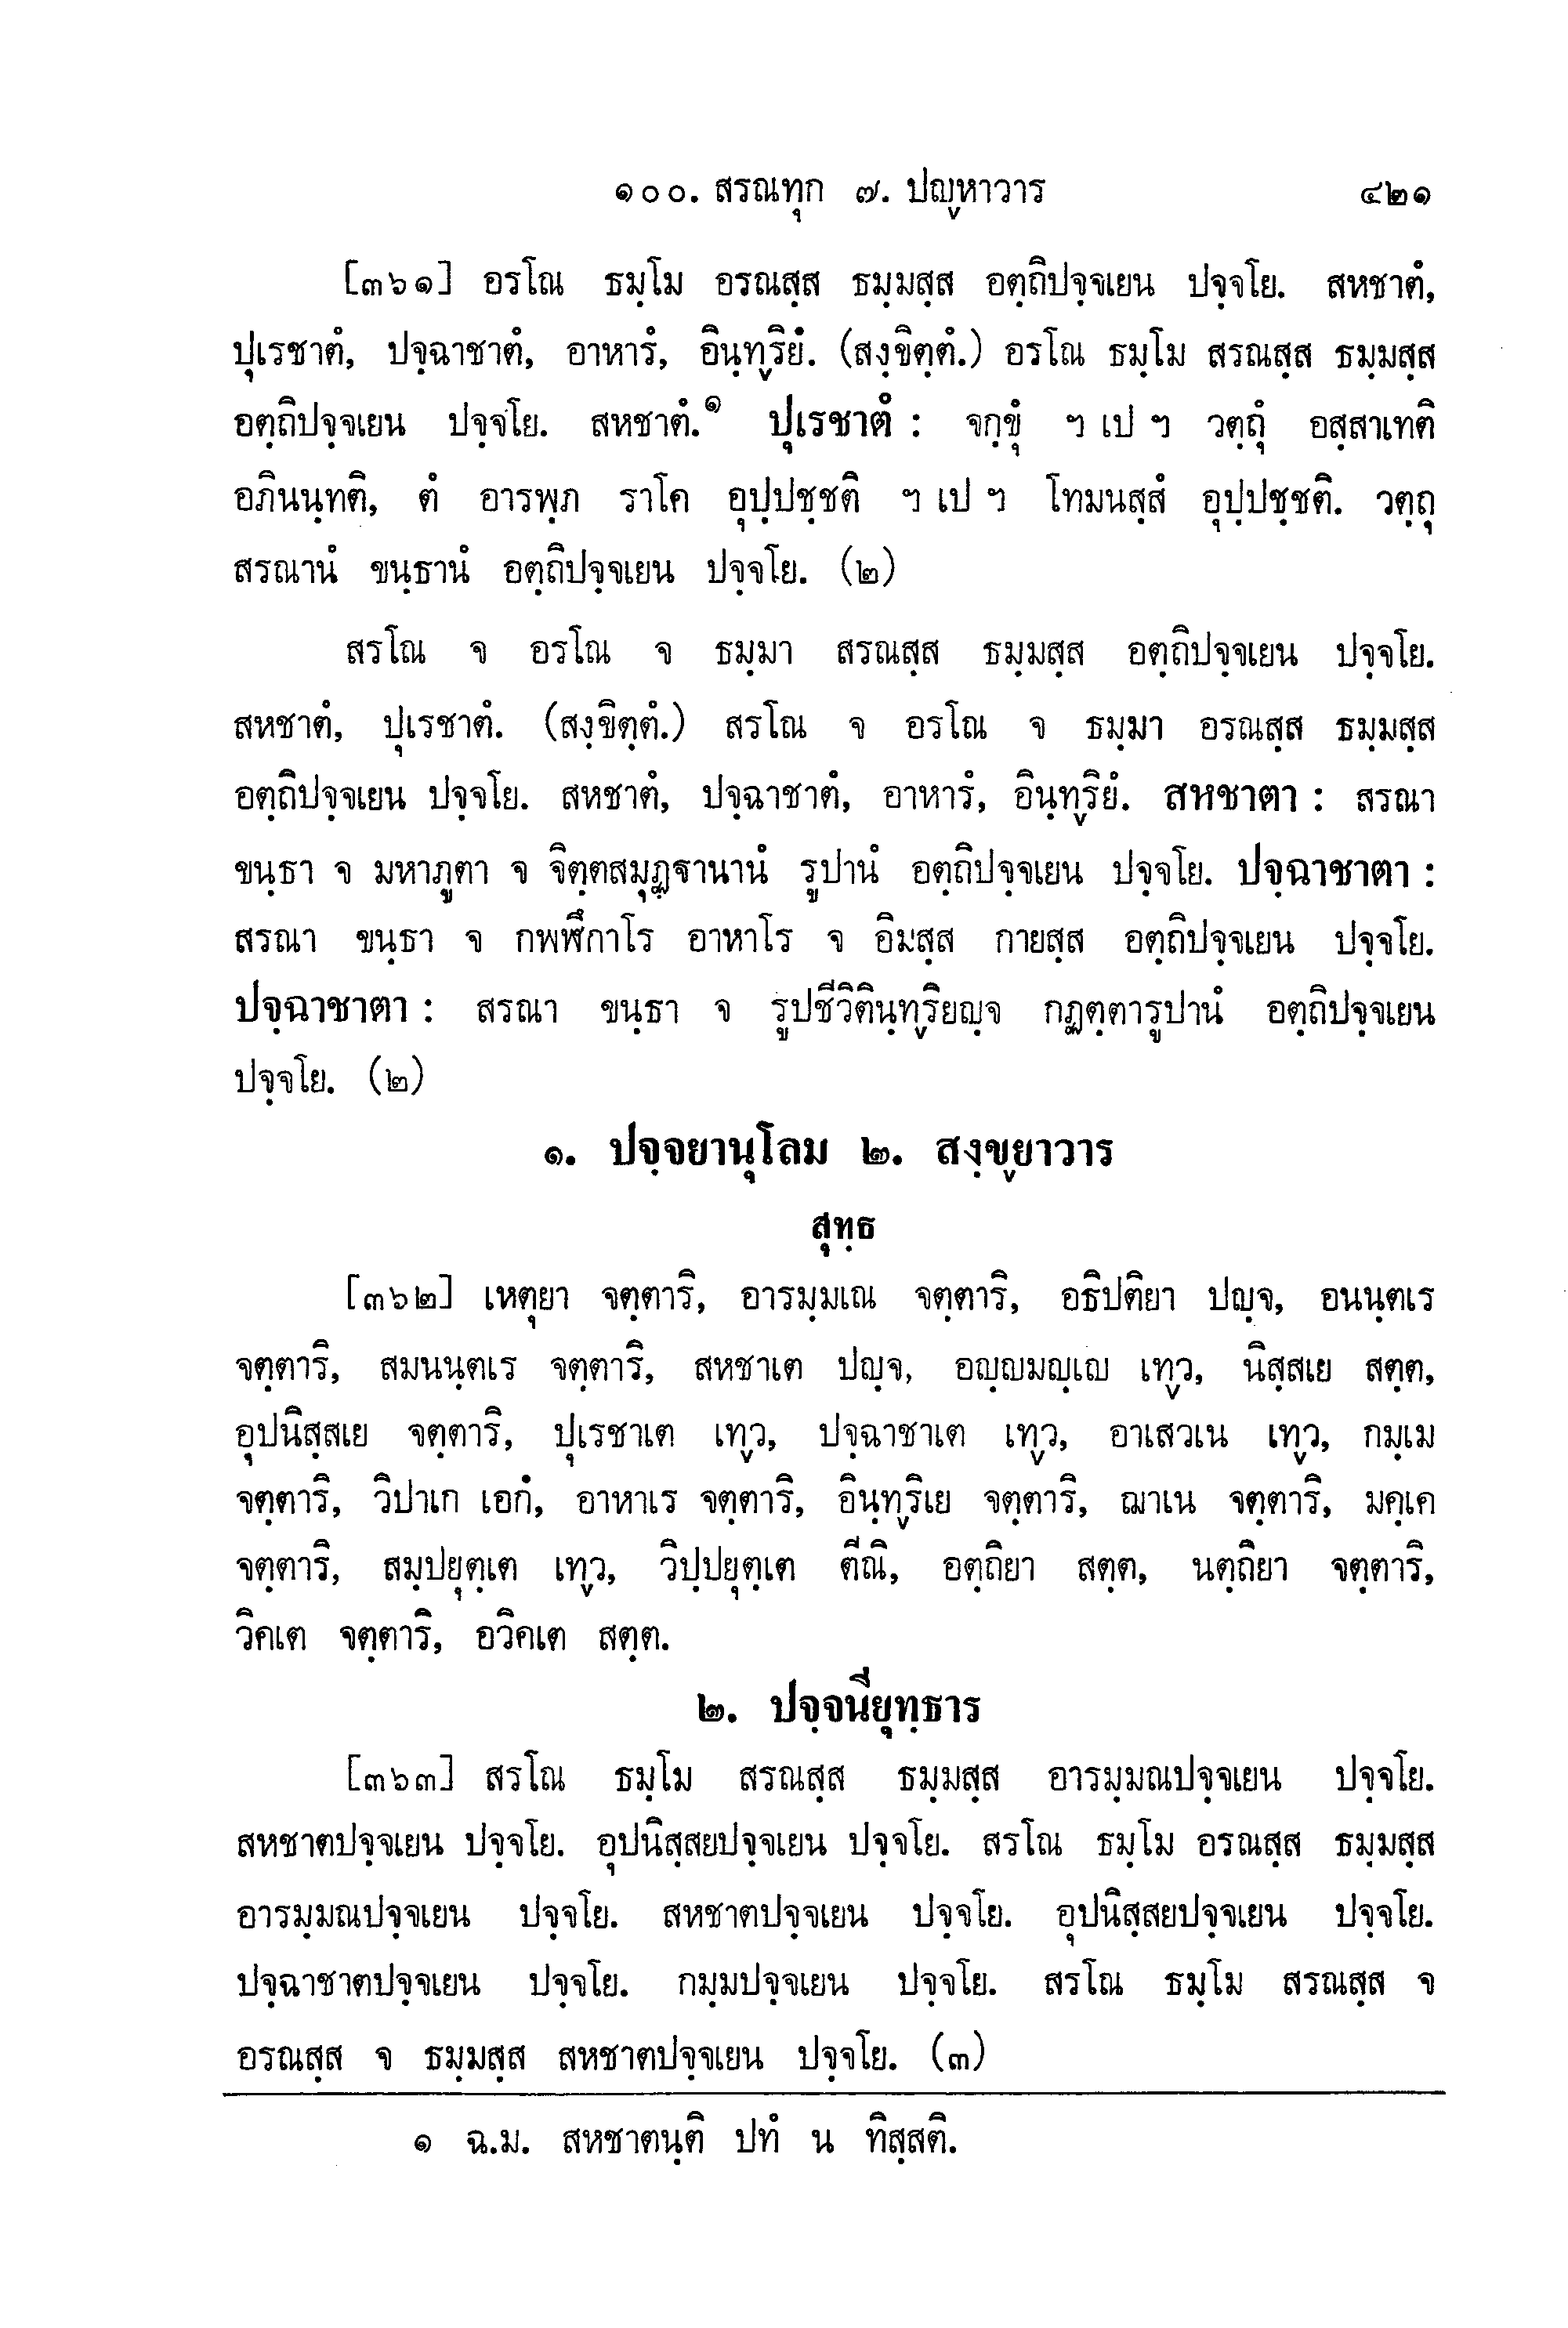 ๑๐๐. สรณทุก ๗. ปญฺหาวาร ๔๒๑
[๓๖๑] อรโณ ธมฺโม อรณสฺส ธมฺมสฺส อตฺถิปจฺจเยน ปจฺจโย. สหชาตํ,
ปุเรชาตํ, ปจฺฉาชาตํ, อาหารํ, อินฺทฺริยํ. (สงฺขิตฺตํ.) อรโณ ธมฺโม สรณสฺส ธมฺมสฺส
อตฺถิปจฺจเยน ปจฺจโย. สหชาตํ.๑ ปุเรชาตํ : จกฺขุํ ฯ เป ฯ วตฺถุํ อสฺสาเทติ
อภินนฺทติ, ตํ อารพฺภ ราโค อุปฺปชฺชติ ฯ เป ฯ โทมนสฺสํ อุปฺปชฺชติ. วตฺถุ
สรณานํ ขนฺธานํ อตฺถิปจฺจเยน ปจฺจโย. (๒)
สรโณ จ อรโณ จ ธมฺมา สรณสฺส ธมฺมสฺส อตฺถิปจฺจเยน ปจฺจโย.
สหชาตํ, ปุเรชาตํ. (สงฺขิตฺตํ.) สรโณ จ อรโณ จ ธมฺมา อรณสฺส ธมฺมสฺส
อตฺถิปจฺจเยน ปจฺจโย. สหชาตํ, ปจฺฉาชาตํ, อาหารํ, อินฺทฺริยํ. สหชาตา : สรณา
ขนฺธา จ มหาภูตา จ จิตฺตสมุฏฺฐานานํ รูปานํ อตฺถิปจฺจเยน ปจฺจโย. ปจฺฉาชาตา :
สรณา ขนฺธา จ กพฬึกาโร อาหาโร จ อิมสฺส กายสฺส อตฺถิปจฺจเยน ปจฺจโย.
ปจฺฉาชาตา : สรณา ขนฺธา จ รูปชีวิตินฺทฺริยญฺจ กฏตฺตารูปานํ อตฺถิปจฺจเยน
ปจฺจโย. (๒)
๑. ปจฺจยานุโลม ๒. สงฺขฺยาวาร
สุทฺธ
[๓๖๒] เหตุยา จตฺตาริ, อารมฺมเณ จตฺตาริ, อธิปติยา ปญฺจ, อนนฺตเร
จตฺตาริ, สมนนฺตเร จตฺตาริ, สหชาเต ปญฺจ, อญฺญมญฺเญ เทฺว, นิสฺสเย สตฺต,
อุปนิสฺสเย จตฺตาริ, ปุเรชาเต เทฺว, ปจฺฉาชาเต เทฺว, อาเสวเน เทฺว, กมฺเม
จตฺตาริ, วิปาเก เอกํ, อาหาเร จตฺตาริ, อินฺทฺริเย จตฺตาริ, ฌาเน จตฺตาริ, มคฺเค
จตฺตาริ, สมฺปยุตฺเต เทฺว, วิปฺปยุตฺเต ตีณิ, อตฺถิยา สตฺต, นตฺถิยา จตฺตาริ,
วิคเต จตฺตาริ, อวิคเต สตฺต.
๒. ปจฺจนียุทฺธาร
[๓๖๓] สรโณ ธมฺโม สรณสฺส ธมฺมสฺส อารมฺมณปจฺจเยน ปจฺจโย.
สหชาตปจฺจเยน ปจฺจโย. อุปนิสฺสยปจฺจเยน ปจฺจโย. สรโณ ธมฺโม อรณสฺส ธมฺมสฺส
อารมฺมณปจฺจเยน ปจฺจโย. สหชาตปจฺจเยน ปจฺจโย. อุปนิสฺสยปจฺจเยน ปจฺจโย.
ปจฺฉาชาตปจฺจเยน ปจฺจโย. กมฺมปจฺจเยน ปจฺจโย. สรโณ ธมฺโม สรณสฺส จ
อรณสฺส จ ธมฺมสฺส สหชาตปจฺจเยน ปจฺจโย. (๓)
๑ ฉ.ม. สหชาตนฺติ ปทํ น ทิสฺสติ.